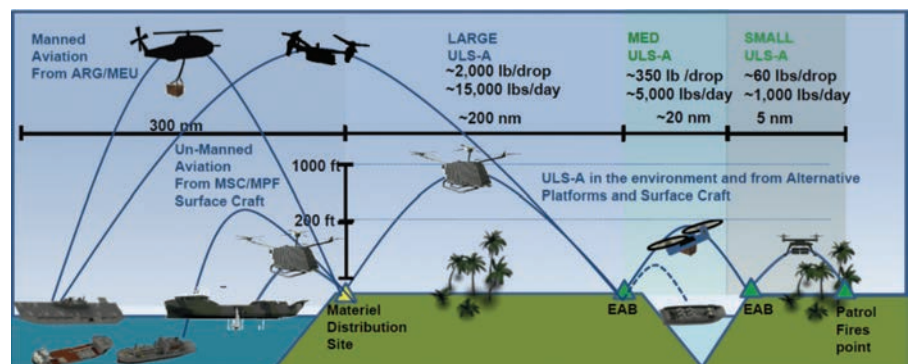 Manned
Aviation
From ARG/MEU
LARGE
ULS-A
~2,000 lb/drop
~15,000 lbs/day
~200 nm
MED
ULS-A
~350 lb /drop
~5,000 lbs/day
~20 nm
SMALL
ULS-A
~60 lbs/drop
~1,000 lbs/day
5 nm
300 nm
Un-Manned
Aviation
From MSC/MPF
Surface Craft
1000 ft
200 ft
ULS-A in the environment and from Alternative
Platforms and Surface Craft
Materiel
Distribution
Site
EAB
EAB
Patrol
Fires
point